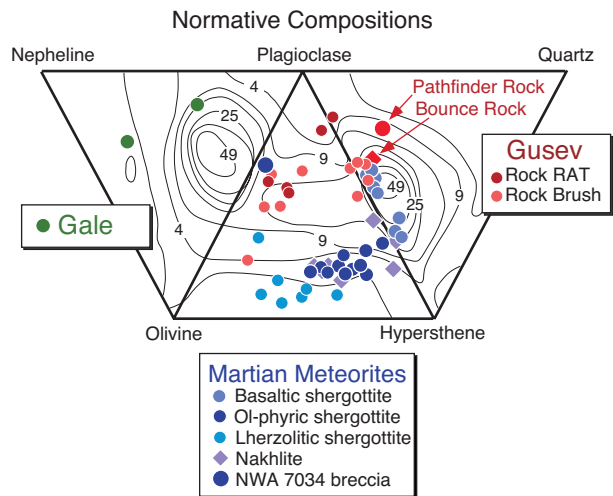 Normative Compositions
Nepheline Plagioclase Quartz
4
Pathfinder Rock
Bounce Rock
25
9
49
Gusev
Rock RAT
Rock Brush
49
25
9
Gale
4
9
Olivine Hypersthene
Martian Meteorites
Basaltic shergottite
Ol-phyric shergottite
Lherzolitic shergottite
Nakhlite
NWA 7034 breccia